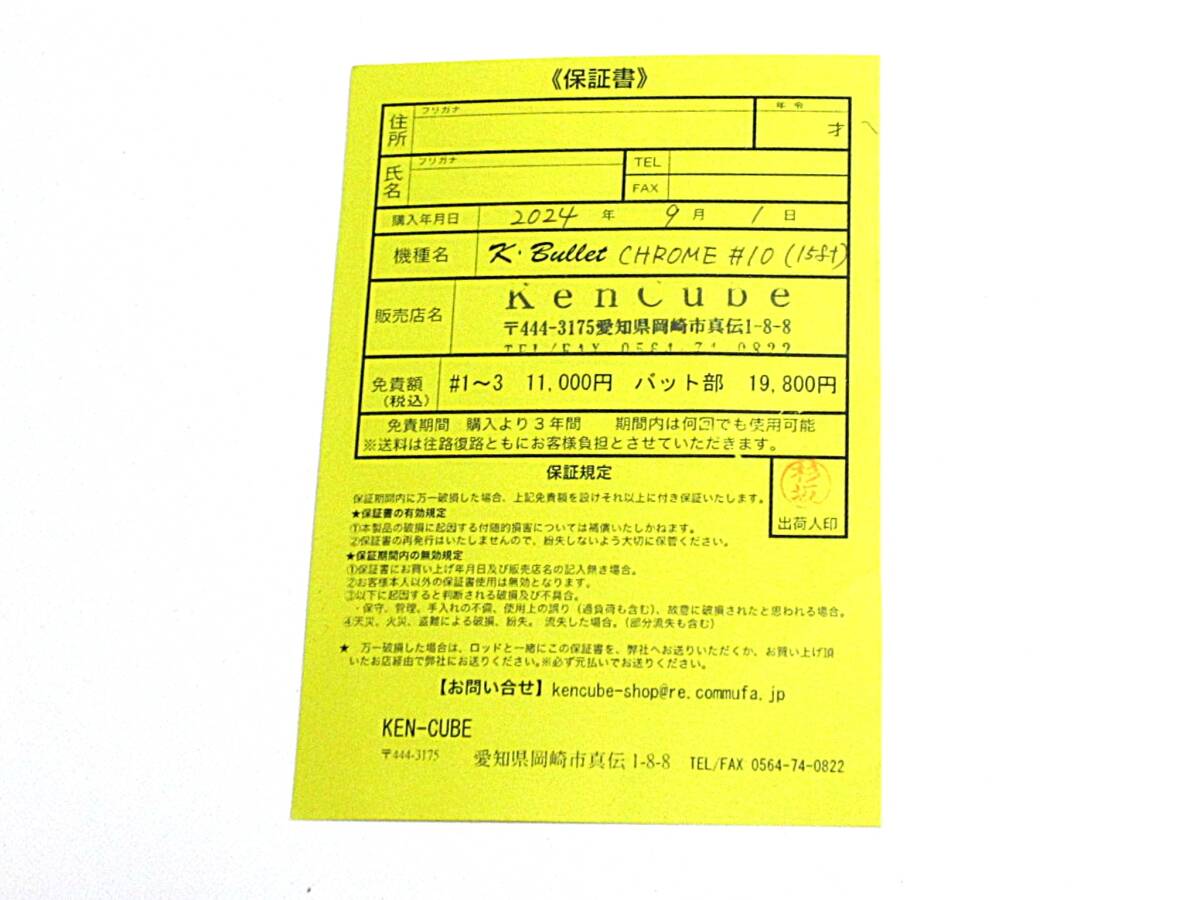 《保証書》
住所 フリガナ 年令 才
氏名 フリガナ TEL
FAX
購入年月日 2024 年 9 月 1 日
機種名 K・Bullet CHROME #10 (15ft)
販売店名 KenCube
〒444-3175愛知県岡崎市真伝1-8-8
TEL/FAX 0564-74-0822
免責額(税込) #1～3 11,000円 バット部 19,800円
免責期間 購入より3年間 期間内は何回でも使用可能
※送料は往路復路ともにお客様負担とさせていただきます。
保証規定
出荷人印
保証期間内に万一破損した場合、上記免責額を設けそれ以上に付き保証いたします。
★保証書の有効規定
①本製品の破損に起因する付随的損害については補償いたしかねます。
②保証書の再発行はいたしませんので、紛失しないよう大切に保管ください。
★保証期間内の無効規定
①保証書にお買い上げ年月日及び販売店名の記入無き場合。
②お客様本人以外の保証書使用は無効となります。
③以下に起因すると判断される破損及び不具合。
・保守、管理、手入れの不備、使用上の誤り（過負荷も含む）、故意に破損されたと思われる場合。
④天災、火災、盗難による破損、紛失。 流失した場合。（部分流失も含む）
★ 万一破損した場合は、ロッドと一緒にこの保証書を、弊社へお送りいただくか、お買い上げ頂
いたお店経由で弊社にお送りください。※必ず元払いでお送りください。
【お問い合せ】kencube-shop@re.commufa.jp
KEN-CUBE
〒444-3175 愛知県岡崎市真伝1-8-8 TEL/FAX 0564-74-0822